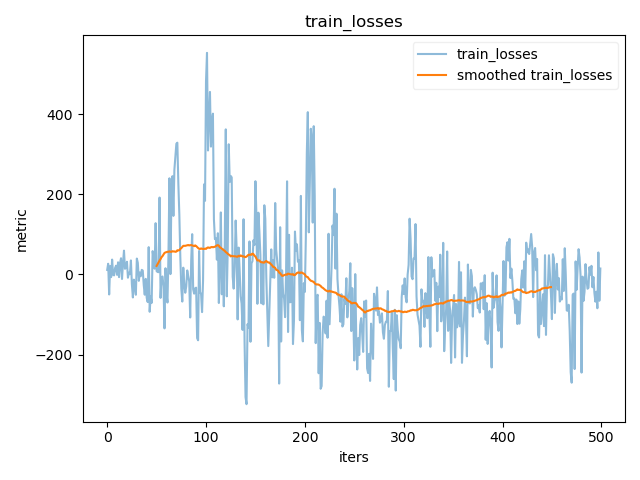 train_losses
train_losses
smoothed train_losses
metric
400
200
0
−200
0 100 200 300 400 500
iters